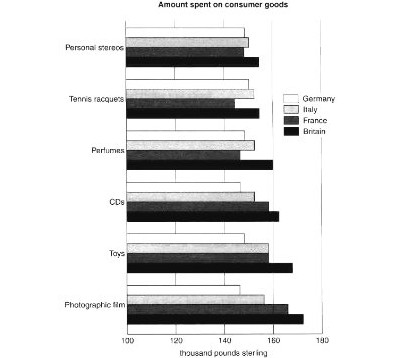 Amount spent on consumer goods
Personal stereos
Tennis racquets
Perfumes
CDs
Toys
Photographic film
Germany
Italy
France
Britain
100 120 140 160 180
thousand pounds sterling